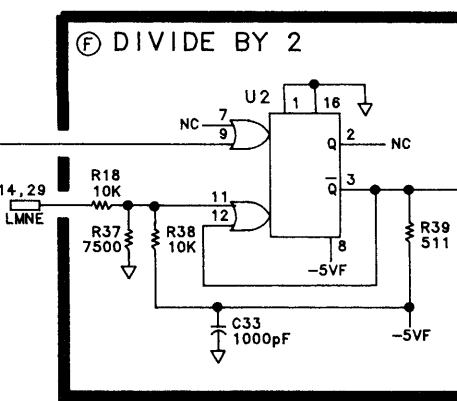 F DIVIDE BY 2
U2
1 16
NC 7
9
Q 2 NC
14,29
LMNE
R18
10K
11
12
Q̅ 3
R37
7500
R38
10K
R39
511
8
-5VF
-5VF
C33
1000pF